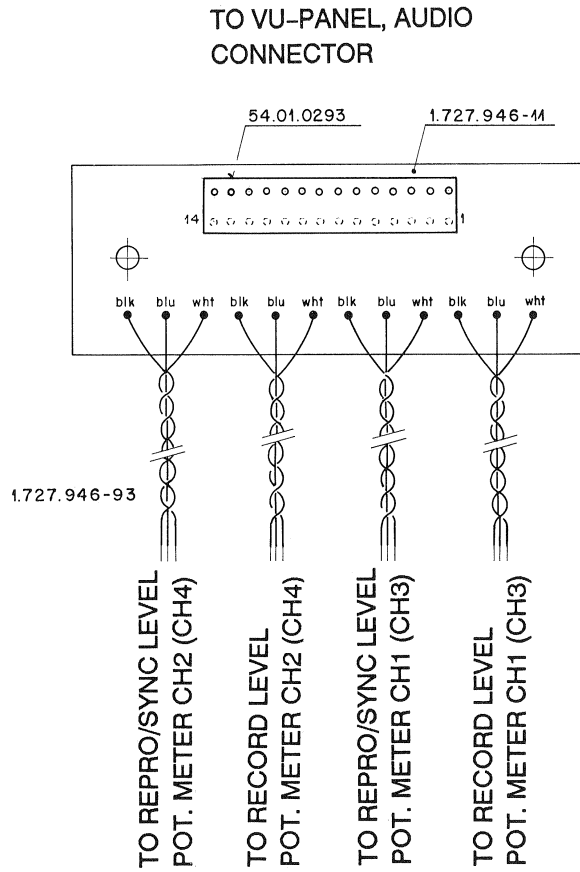 TO VU-PANEL, AUDIO
CONNECTOR
54.01.0293
1.727.946-11
14
1
blk blu wht blk blu wht blk blu wht blk blu wht
1.727.946-93
TO REPRO/SYNC LEVEL
POT. METER CH2 (CH4)
TO RECORD LEVEL
POT. METER CH2 (CH4)
TO REPRO/SYNC LEVEL
POT. METER CH1 (CH3)
TO RECORD LEVEL
POT. METER CH1 (CH3)